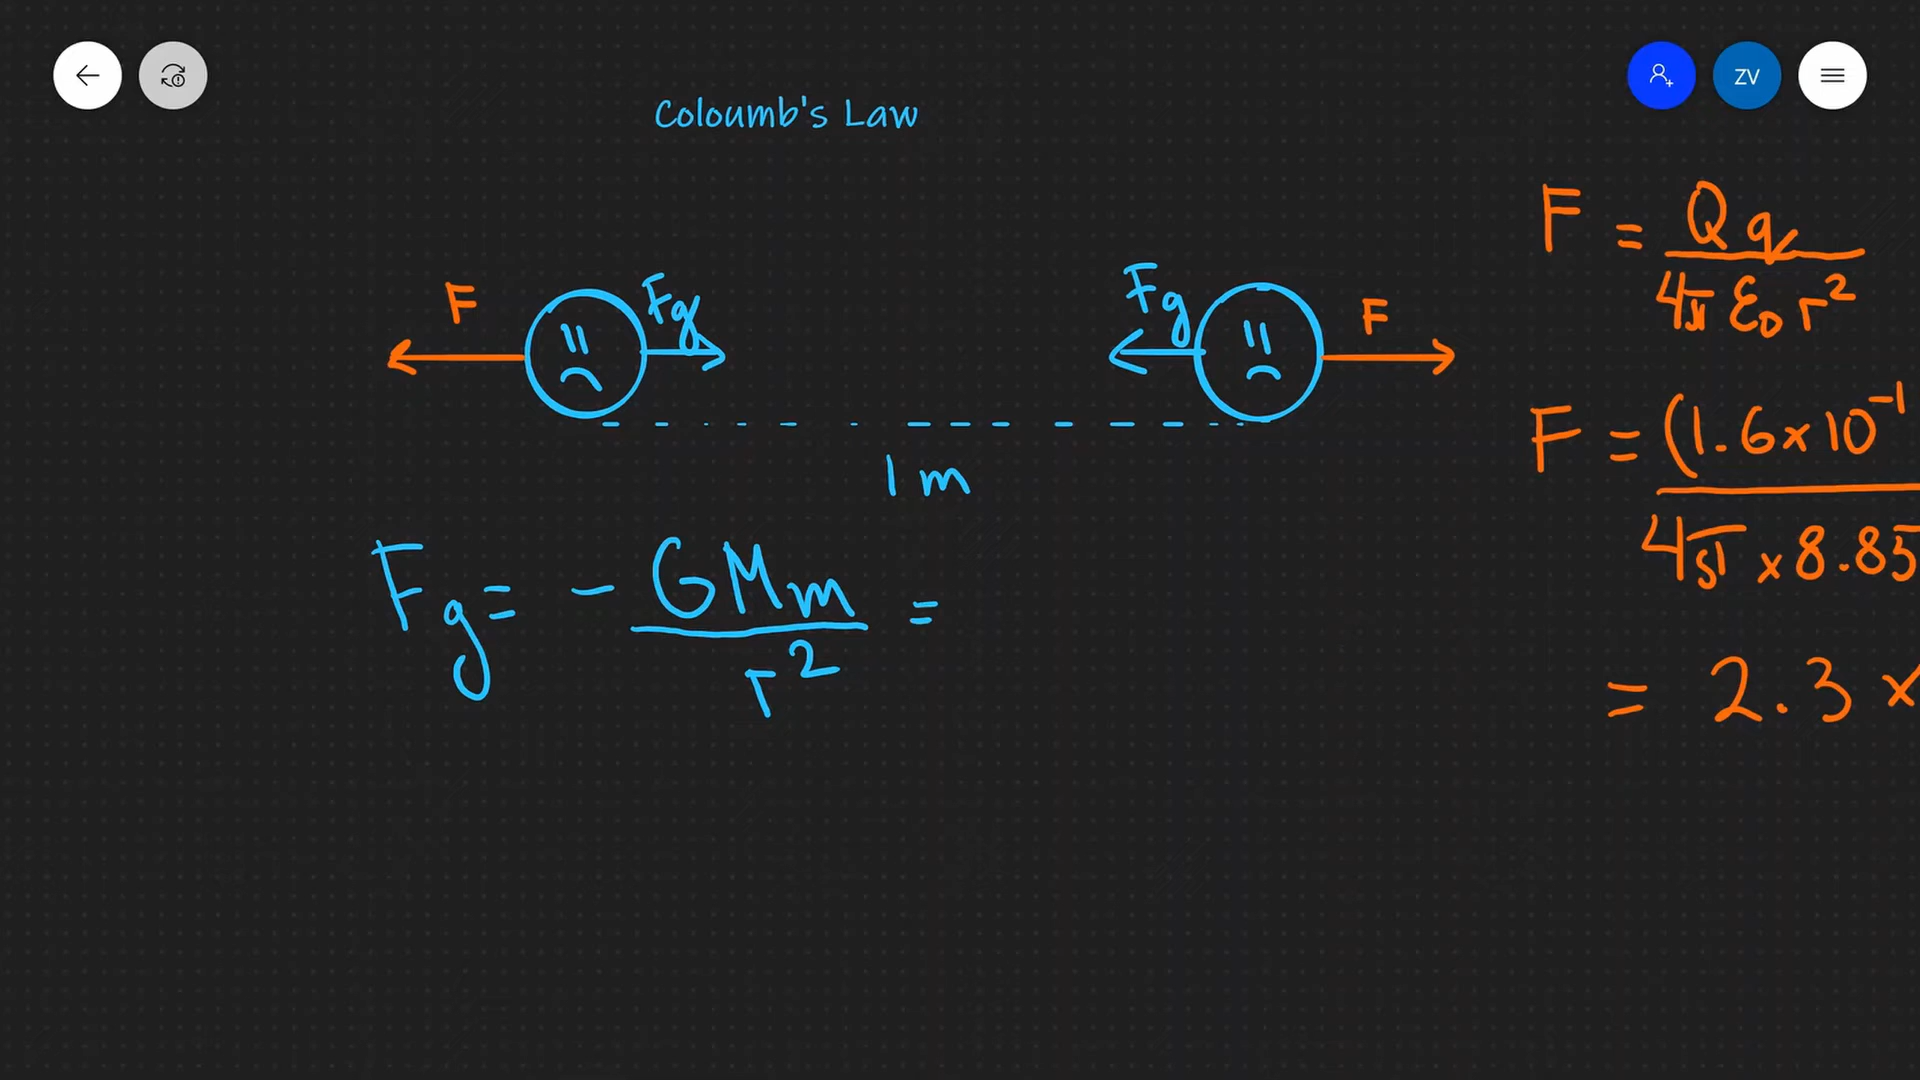 ZV
Coloumb's Law
F Fg Fg F
1 m
Fg = - GMm / r² =
F = Qq / 4π ε₀ r²
F = (1.6×10⁻¹ / 4π × 8.85
= 2.3 ×